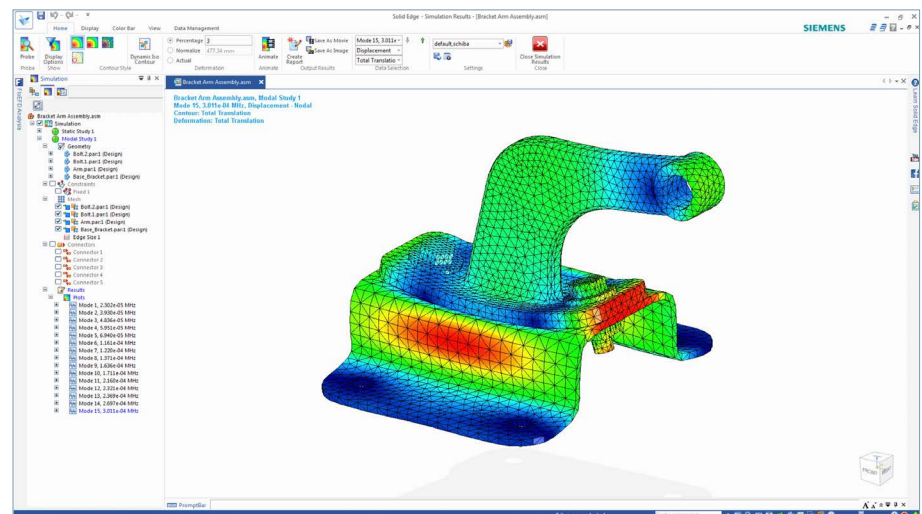 Solid Edge - Simulation Results - [Bracket Arm Assembly.asm]
Home Display Color Bar View Data Management
SIEMENS
Probe
Display Options
Dynamic Iso Contour
Percentage 3
Normalize 477.34 mm
Actual
Animate
Create Report
Save As Movie
Save As Image
Mode 15, 3.011e
Displacement
Total Translatio
default,schiba
Close Simulation Results
Probe Show Contour Style Deformation Animate Output Results Data Selection Settings Close
Simulation
Bracket Arm Assembly.asm
FloEFD Analysis
Learn Solid Edge
Bracket Arm Assembly.asm, Modal Study 1
Mode 15, 3.011e-04 MHz, Displacement - Nodal
Contour: Total Translation
Deformation: Total Translation
Bracket Arm Assembly.asm
Simulation
Static Study 1
Modal Study 1
Geometry
Bolt.2.par:1 (Design)
Bolt.1.par:1 (Design)
Arm.par:1 (Design)
Base_Bracket.par:1 (Design)
Constraints
Fixed 1
Mesh
Bolt.2.par:1 (Design)
Bolt.1.par:1 (Design)
Arm.par:1 (Design)
Base_Bracket.par:1 (Design)
Edge Size 1
Connectors
Connector 1
Connector 2
Connector 3
Connector 4
Connector 5
Results
Plots
Mode 1, 2.302e-05 MHz
Mode 2, 3.930e-05 MHz
Mode 3, 4.836e-05 MHz
Mode 4, 5.951e-05 MHz
Mode 5, 6.940e-05 MHz
Mode 6, 1.161e-04 MHz
Mode 7, 1.220e-04 MHz
Mode 8, 1.371e-04 MHz
Mode 9, 1.636e-04 MHz
Mode 10, 1.711e-04 MHz
Mode 11, 2.160e-04 MHz
Mode 12, 2.321e-04 MHz
Mode 13, 2.369e-04 MHz
Mode 14, 2.697e-04 MHz
Mode 15, 3.011e-04 MHz
PromptBar